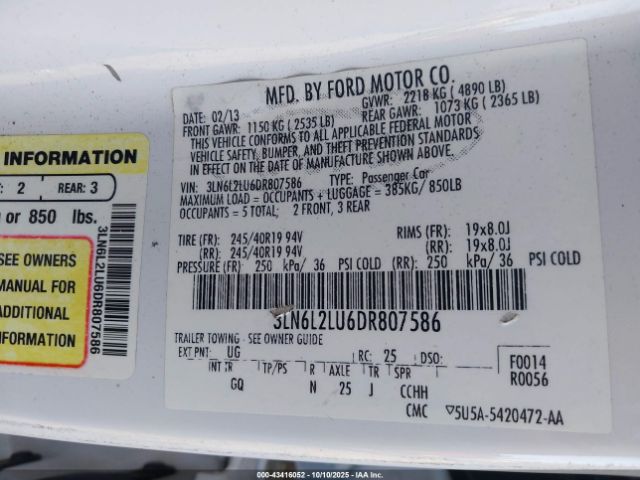 MFD. BY FORD MOTOR CO.
DATE: 02/13
GVWR: 2218 KG ( 4890 LB)
FRONT GAWR: 1150 KG ( 2535 LB)
REAR GAWR: 1073 KG ( 2365 LB)
THIS VEHICLE CONFORMS TO ALL APPLICABLE FEDERAL MOTOR
VEHICLE SAFETY, BUMPER, AND THEFT PREVENTION STANDARDS
IN EFFECT ON THE DATE OF MANUFACTURE SHOWN ABOVE.
VIN: 3LN6L2LU6DR807586 TYPE: Passenger Car
MAXIMUM LOAD = OCCUPANTS + LUGGAGE = 385KG/ 850LB
OCCUPANTS = 5 TOTAL; 2 FRONT, 3 REAR
TIRE (FR): 245/40R19 94V RIMS (FR): 19x8.0J
(RR): 245/40R19 94V (RR): 19x8.0J
PRESSURE (FR): 250 kPa/ 36 PSI COLD (RR): 250 kPa/ 36 PSI COLD
3LN6L2LU6DR807586
TRAILER TOWING - SEE OWNER GUIDE
EXT PNT: UG RC: 25 DSO:
INT TR TP/PS R AXLE TR SPR
GQ N 25 J CCHH
CMC
F0014
R0056
5U5A-5420472-AA
INFORMATION
: 2 REAR: 3
or 850 lbs.
SEE OWNERS
MANUAL FOR
ADDITIONAL
INFORMATION
3LN6L2LU6DR807586
000-43416052 - 10/10/2025 - IAAI.com